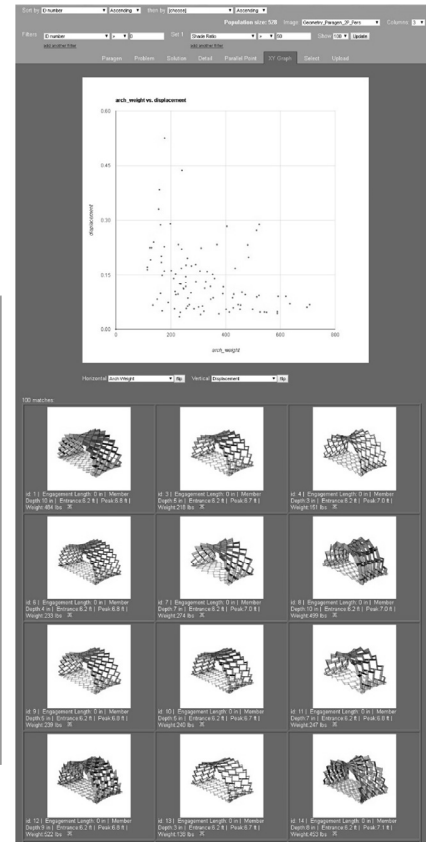 Sort by ID number Ascending then by (choose) Ascending
Population size: 528 Image Geometry_Paragen_2P_Pers Columns 3
Filters ID number > 0 Set 1 Shade Ratio > 60 Show 100 Update
add another filter add another filter
Paragen Problem Solution Detail Parallel Point XY Graph Select Upload
arch_weight vs. displacement
0.60
0.45
displacement
0.30
0.15
0.00
0 200 400 600 800
arch_weight
Horizontal Arch Weight flip Vertical Displacement flip
100 matches
id: 1 | Engagement Length: 0 in | Member
Depth:10 in | Entrance:6.2 ft | Peak:6.8 ft |
Weight:464 lbs
id: 3 | Engagement Length: 0 in | Member
Depth:5 in | Entrance:6.2 ft | Peak:6.7 ft |
Weight:218 lbs
id: 4 | Engagement Length: 0 in | Member
Depth:3 in | Entrance:6.2 ft | Peak:7.0 ft |
Weight:161 lbs
id: 6 | Engagement Length: 0 in | Member
Depth:4 in | Entrance:6.2 ft | Peak:6.8 ft |
Weight:233 lbs
id: 7 | Engagement Length: 0 in | Member
Depth:7 in | Entrance:6.2 ft | Peak:7.0 ft |
Weight:274 lbs
id: 8 | Engagement Length: 0 in | Member
Depth:10 in | Entrance:6.2 ft | Peak:7.0 ft |
Weight:499 lbs
id: 9 | Engagement Length: 0 in | Member
Depth:5 in | Entrance:6.2 ft | Peak:6.8 ft |
Weight:239 lbs
id: 10 | Engagement Length: 0 in | Member
Depth:5 in | Entrance:6.2 ft | Peak:6.7 ft |
Weight:240 lbs
id: 11 | Engagement Length: 0 in | Member
Depth:7 in | Entrance:6.2 ft | Peak:6.8 ft |
Weight:247 lbs
id: 12 | Engagement Length: 0 in | Member
Depth:9 in | Entrance:6.2 ft | Peak:6.8 ft |
Weight:522 lbs
id: 13 | Engagement Length: 0 in | Member
Depth:3 in | Entrance:6.2 ft | Peak:6.7 ft |
Weight:130 lbs
id: 14 | Engagement Length: 0 in | Member
Depth:8 in | Entrance:6.2 ft | Peak:7.1 ft |
Weight:453 lbs